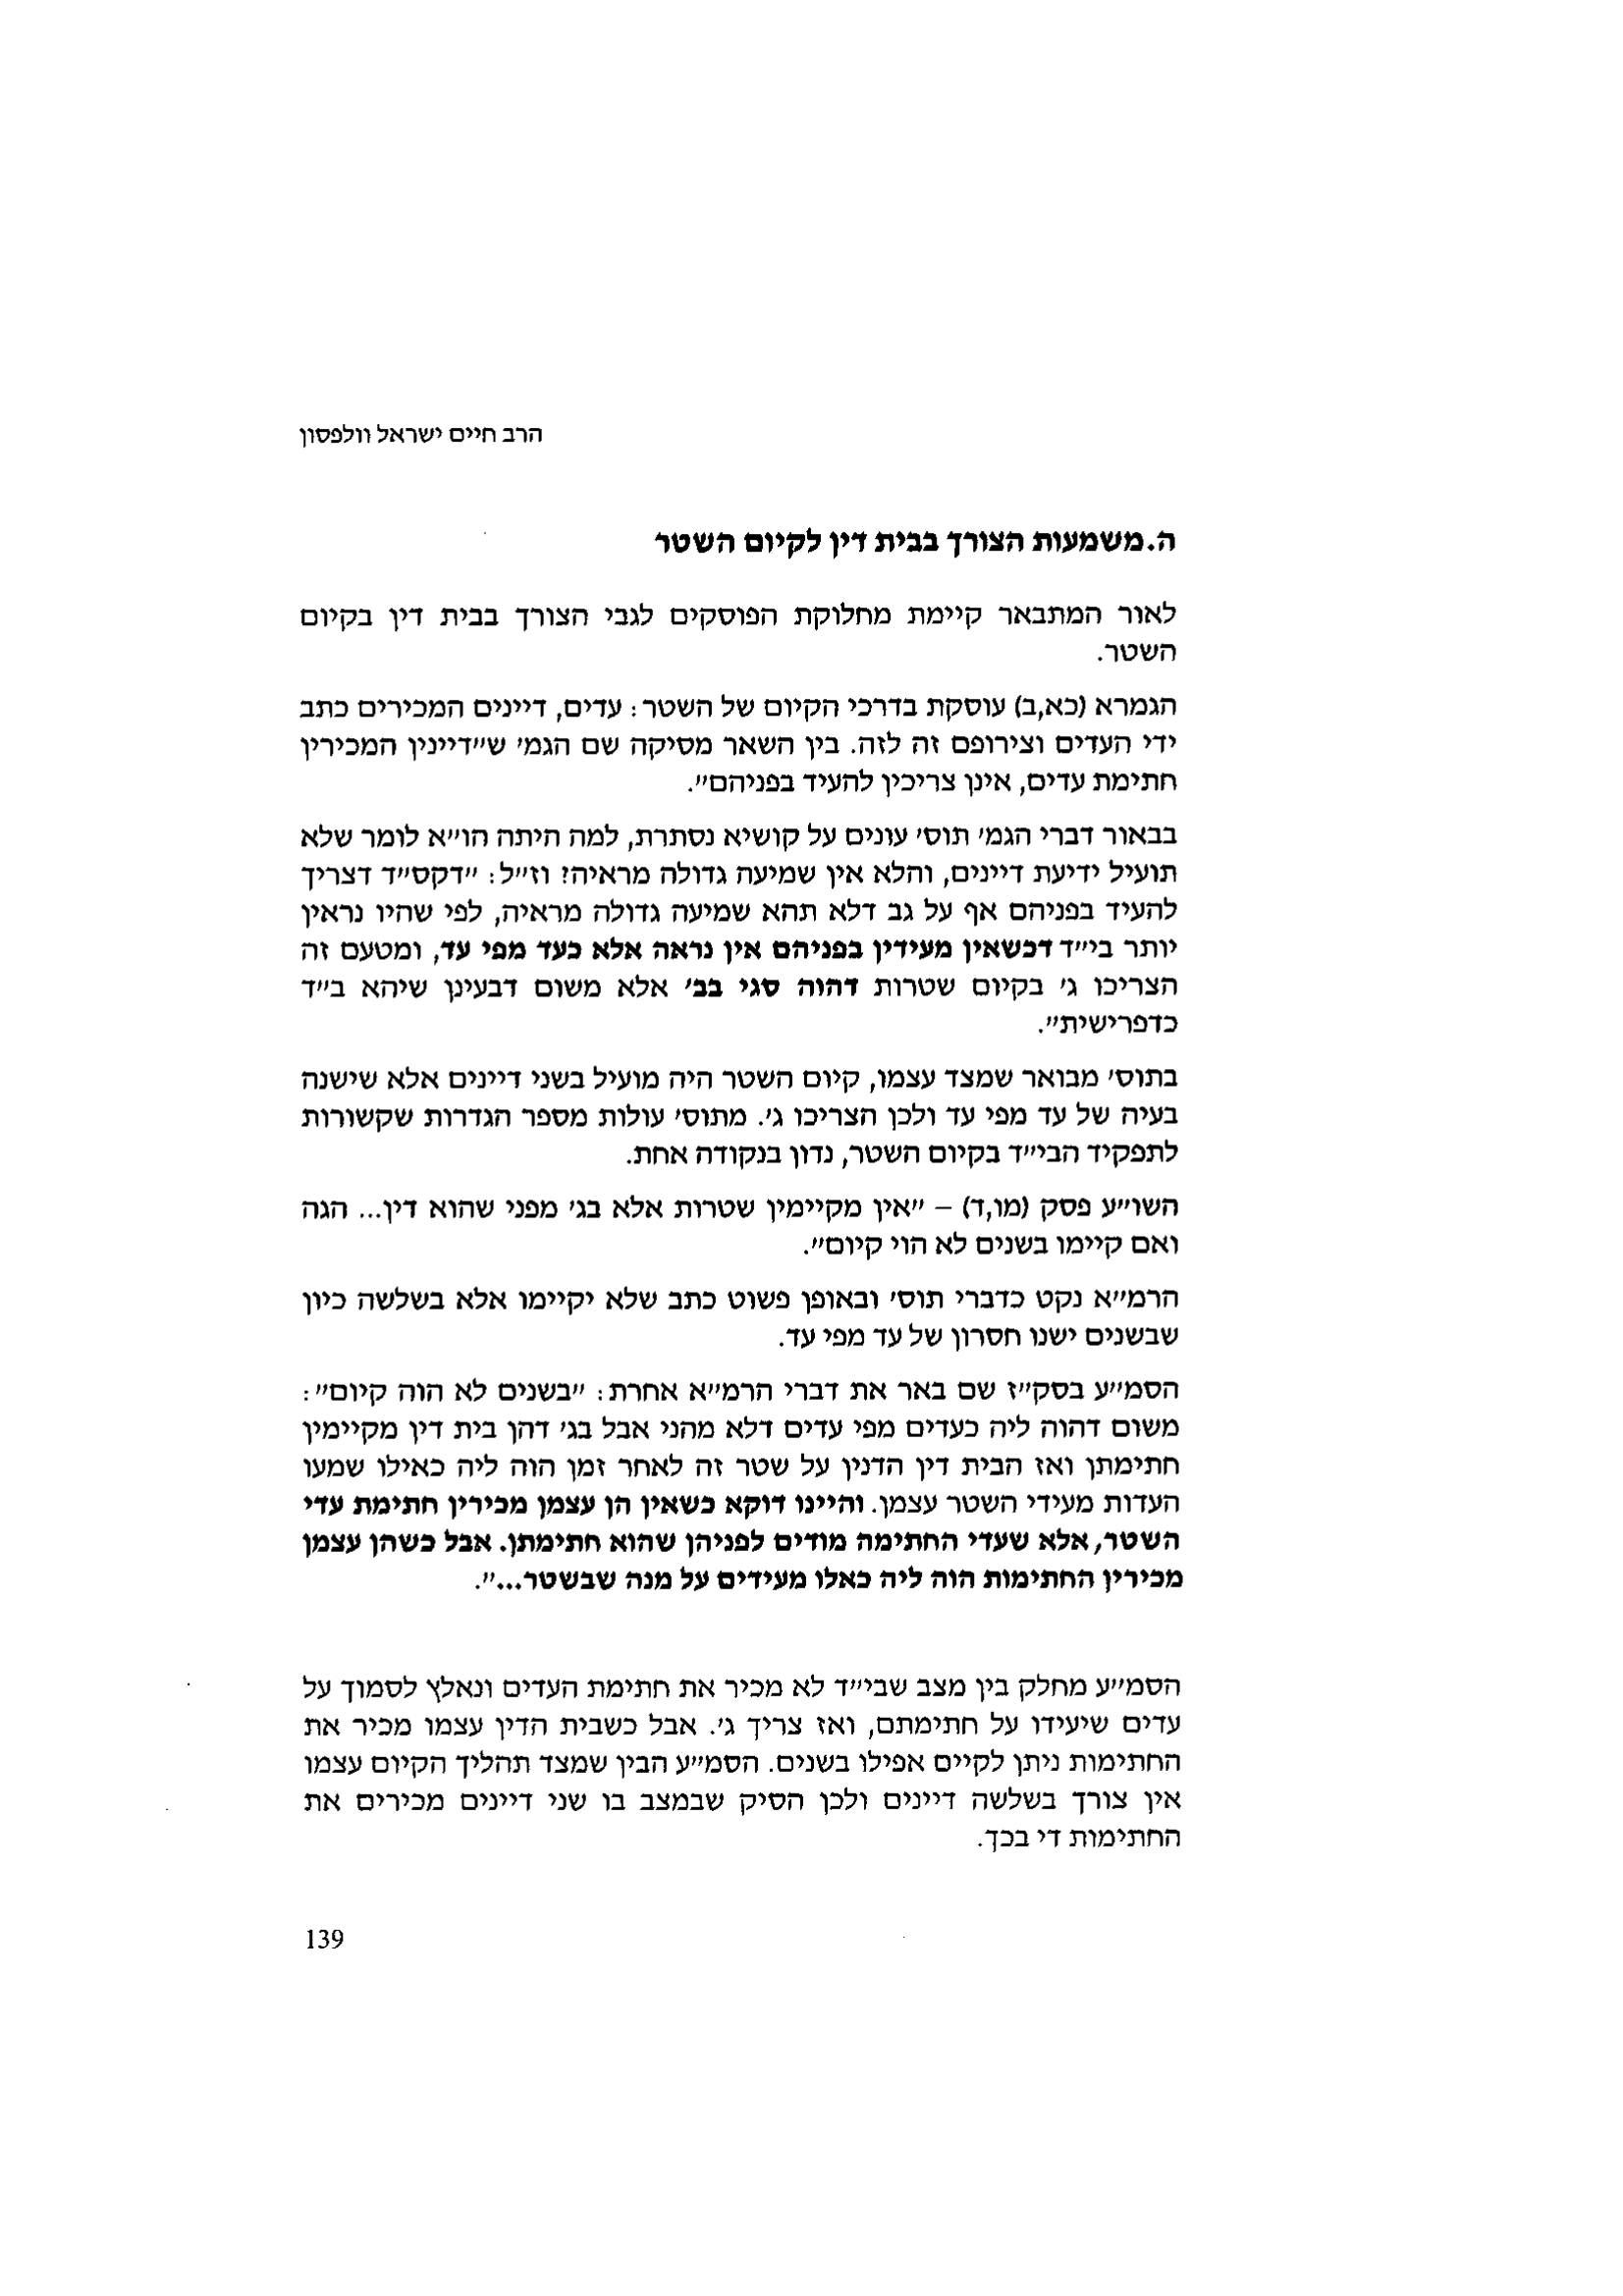 הרב חיים ישראל וולפסון
ה.משמעות הצורך בבית דין לקיום השטר
לאור המתבאר קיימת מחלוקת הפוסקים לגבי הצורך בבית דין בקיום
השטר.
הגמרא (כא,ב) עוסקת בדרכי הקיום של השטר: עדים, דיינים המכירים כתב
ידי העדים וצירופם זה לזה. בין השאר מסיקה שם הגמ' ש"דיינין המכירין
חתימת עדים, אינן צריכין להעיד בפניהם".
בבאור דברי הגמ' תוס' עונים על קושיא נסתרת, למה היתה הו"א לומר שלא
תועיל ידיעת דיינים, והלא אין שמיעה גדולה מראיה? וז"ל: "דקס"ד דצריך
להעיד בפניהם אף על גב דלא תהא שמיעה גדולה מראיה, לפי שהיו נראין
יותר בי"ד דכשאין מעידין בפניהם אין נראה אלא כעד מפי עד, ומטעם זה
הצריכו ג' בקיום שטרות דהוה סגי בב' אלא משום דבעינן שיהא ב"ד
כדפרישית".
בתוס' מבואר שמצד עצמו, קיום השטר היה מועיל בשני דיינים אלא שישנה
בעיה של עד מפי עד ולכן הצריכו ג'. מתוס' עולות מספר הגדרות שקשורות
לתפקיד הבי"ד בקיום השטר, נדון בנקודה אחת.
השו"ע פסק (מו,ד) – "אין מקיימין שטרות אלא בג' מפני שהוא דין... הגה
ואם קיימו בשנים לא הוי קיום".
הרמ"א נקט כדברי תוס' ובאופן פשוט כתב שלא יקיימו אלא בשלשה כיון
שבשנים ישנו חסרון של עד מפי עד.
הסמ"ע בסק"ז שם באר את דברי הרמ"א אחרת: "בשנים לא הוה קיום":
משום דהוה ליה כעדים מפי עדים דלא מהני אבל בג' דהן בית דין מקיימין
חתימתן ואז הבית דין הדנין על שטר זה לאחר זמן הוה ליה כאילו שמעו
העדות מעידי השטר עצמן. והיינו דוקא כשאין הן עצמן מכירין חתימת עדי
השטר, אלא שעדי החתימה מודים לפניהן שהוא חתימתן. אבל כשהן עצמן
מכירין החתימות הוה ליה כאלו מעידים על מנה שבשטר...".
הסמ"ע מחלק בין מצב שבי"ד לא מכיר את חתימת העדים ונאלץ לסמוך על
עדים שיעידו על חתימתם, ואז צריך ג'. אבל כשבית הדין עצמו מכיר את
החתימות ניתן לקיים אפילו בשנים. הסמ"ע הבין שמצד תהליך הקיום עצמו
אין צורך בשלשה דיינים ולכן הסיק שבמצב בו שני דיינים מכירים את
החתימות די בכך.
139